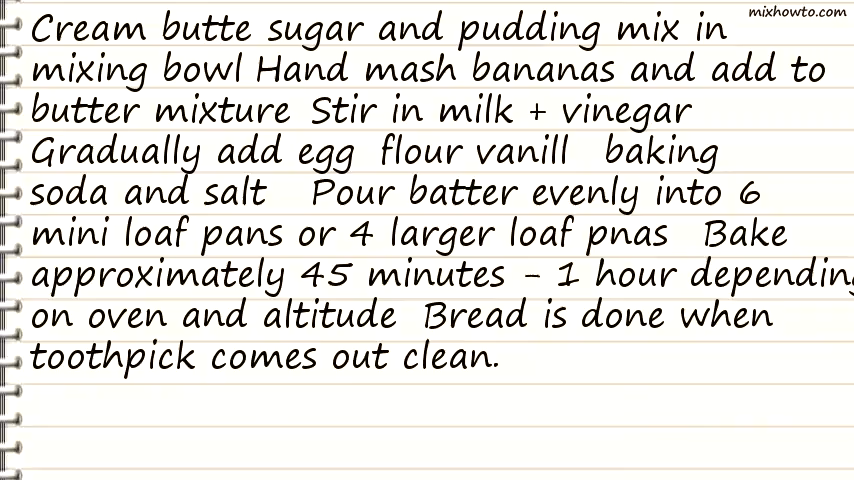 mixhowto.com
Cream butte sugar and pudding mix in
mixing bowl Hand mash bananas and add to
butter mixture Stir in milk + vinegar
Gradually add egg flour vanill baking
soda and salt Pour batter evenly into 6
mini loaf pans or 4 larger loaf pnas Bake
approximately 45 minutes - 1 hour depending
on oven and altitude Bread is done when
toothpick comes out clean.